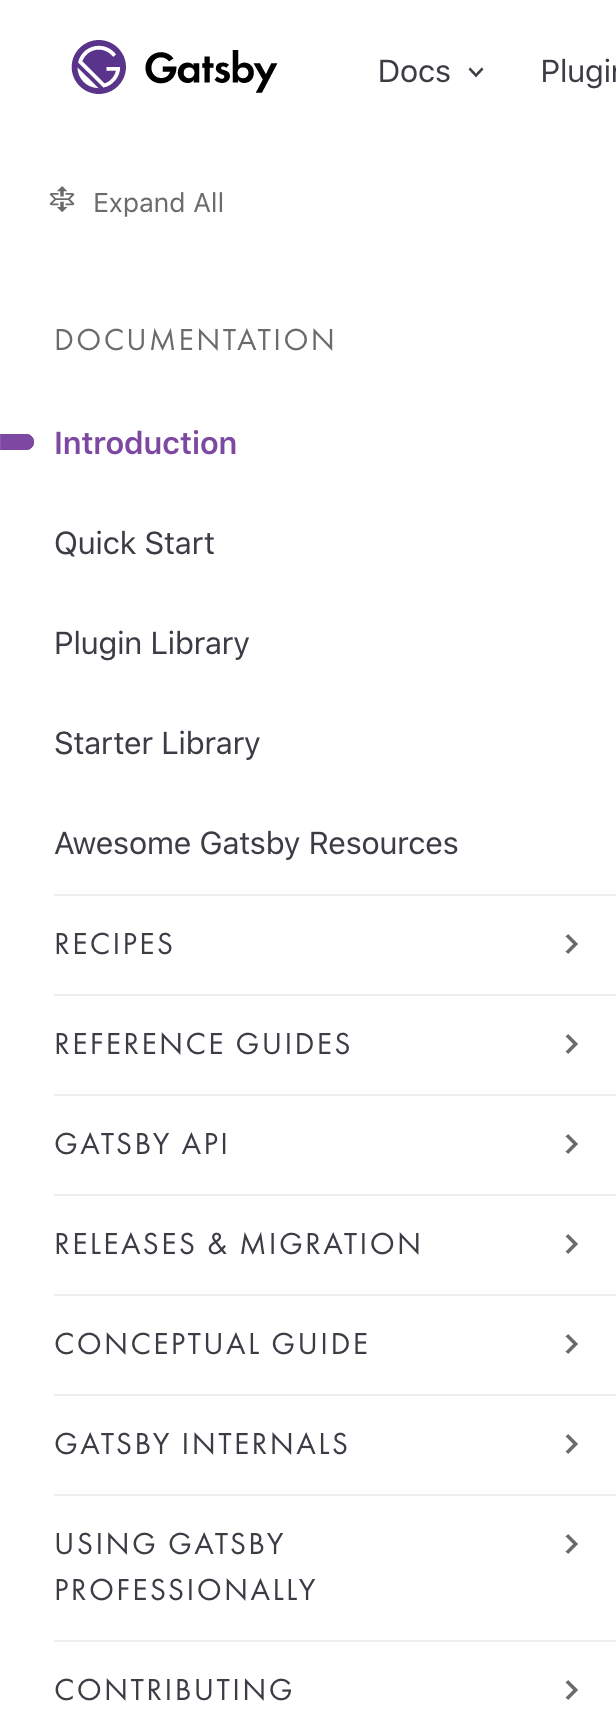 Gatsby Docs
Expand All
DOCUMENTATION
Introduction
Quick Start
Plugin Library
Starter Library
Awesome Gatsby Resources
RECIPES
REFERENCE GUIDES
GATSBY API
RELEASES & MIGRATION
CONCEPTUAL GUIDE
GATSBY INTERNALS
USING GATSBY
PROFESSIONALLY
CONTRIBUTING